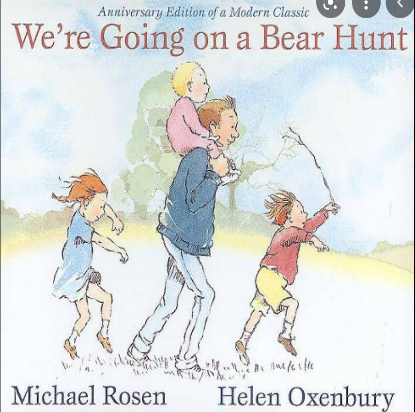 Anniversary Edition of a Modern Classic
We're Going on a Bear Hunt
Michael Rosen Helen Oxenbury